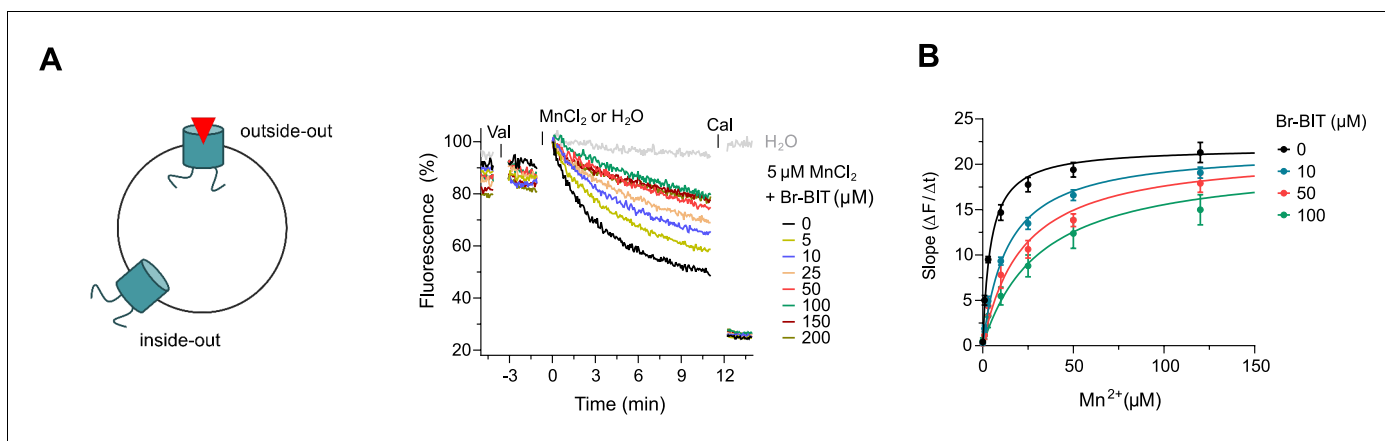 A
outside-out
inside-out
Val
MnCl2 or H2O
Cal
H2O
5 µM MnCl2
+ Br-BIT (µM)
0
5
10
25
50
100
150
200
Fluorescence (%)
100
80
60
40
20
-3
0
3
6
9
12
Time (min)
B
Slope (ΔF/Δt)
25
20
15
10
5
0
0
50
100
150
Mn2+(µM)
Br-BIT (µM)
0
10
50
100